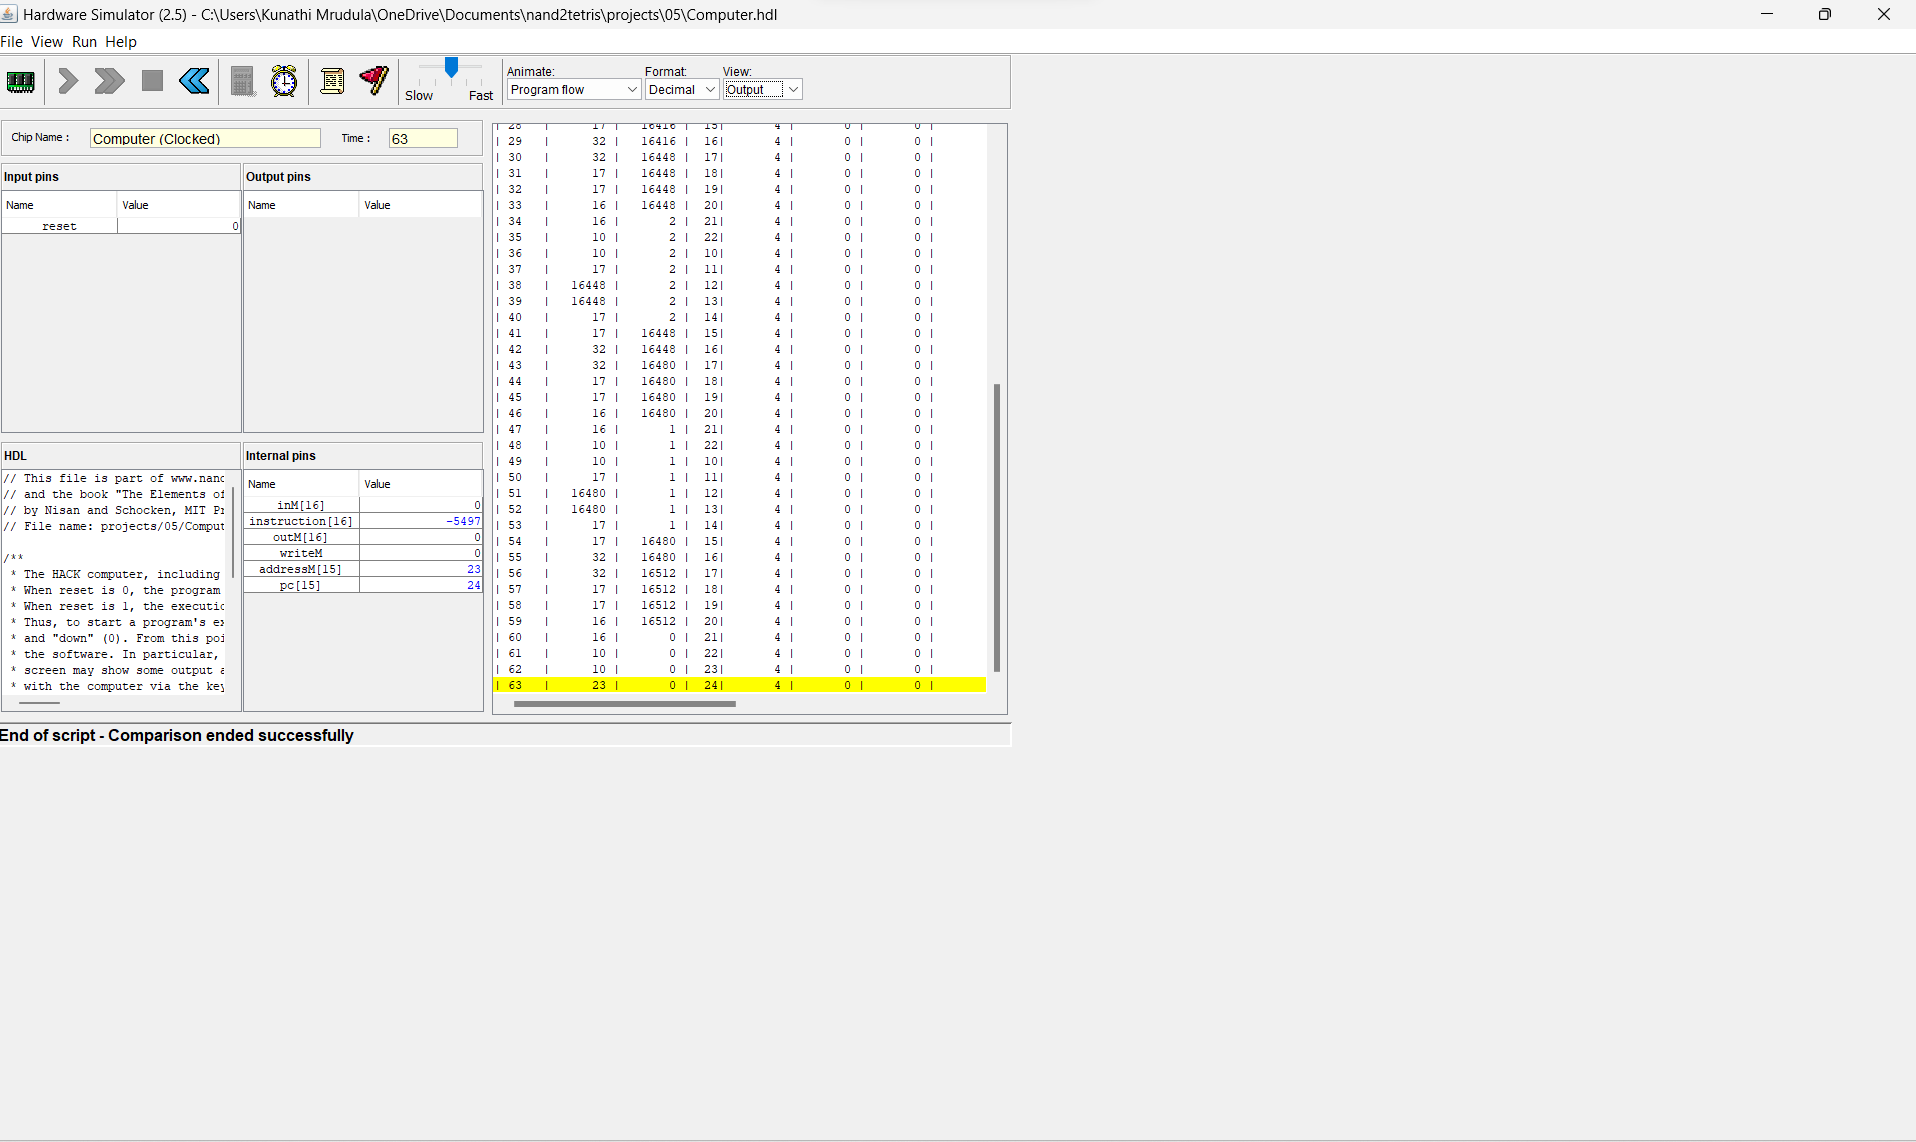 Hardware Simulator (2.5) - C:\Users\Kunathi Mrudula\OneDrive\Documents\nand2tetris\projects\05\Computer.hdl
File View Run Help
Animate: Format: View:
Slow Fast Program flow Decimal Output
Chip Name : Computer (Clocked) Time : 63
Input pins
Name Value
reset 0
Output pins
Name Value
HDL
// This file is part of www.nand
// and the book "The Elements of
// by Nisan and Schocken, MIT Pr
// File name: projects/05/Comput
/**
* The HACK computer, including
* When reset is 0, the program
* When reset is 1, the executic
* Thus, to start a program's ex
* and "down" (0). From this poi
* the software. In particular,
* screen may show some output a
* with the computer via the key
Internal pins
Name Value
inM[16] 0
instruction[16] -5497
outM[16] 0
writeM 0
addressM[15] 23
pc[15] 24
| 28 | 17 | 16416 | 15| 4 | 0 | 0 |
| 29 | 32 | 16416 | 16| 4 | 0 | 0 |
| 30 | 32 | 16448 | 17| 4 | 0 | 0 |
| 31 | 17 | 16448 | 18| 4 | 0 | 0 |
| 32 | 17 | 16448 | 19| 4 | 0 | 0 |
| 33 | 16 | 16448 | 20| 4 | 0 | 0 |
| 34 | 16 | 2 | 21| 4 | 0 | 0 |
| 35 | 10 | 2 | 22| 4 | 0 | 0 |
| 36 | 10 | 2 | 10| 4 | 0 | 0 |
| 37 | 17 | 2 | 11| 4 | 0 | 0 |
| 38 | 16448 | 2 | 12| 4 | 0 | 0 |
| 39 | 16448 | 2 | 13| 4 | 0 | 0 |
| 40 | 17 | 2 | 14| 4 | 0 | 0 |
| 41 | 17 | 16448 | 15| 4 | 0 | 0 |
| 42 | 32 | 16448 | 16| 4 | 0 | 0 |
| 43 | 32 | 16480 | 17| 4 | 0 | 0 |
| 44 | 17 | 16480 | 18| 4 | 0 | 0 |
| 45 | 17 | 16480 | 19| 4 | 0 | 0 |
| 46 | 16 | 16480 | 20| 4 | 0 | 0 |
| 47 | 16 | 1 | 21| 4 | 0 | 0 |
| 48 | 10 | 1 | 22| 4 | 0 | 0 |
| 49 | 10 | 1 | 10| 4 | 0 | 0 |
| 50 | 17 | 1 | 11| 4 | 0 | 0 |
| 51 | 16480 | 1 | 12| 4 | 0 | 0 |
| 52 | 16480 | 1 | 13| 4 | 0 | 0 |
| 53 | 17 | 1 | 14| 4 | 0 | 0 |
| 54 | 17 | 16480 | 15| 4 | 0 | 0 |
| 55 | 32 | 16480 | 16| 4 | 0 | 0 |
| 56 | 32 | 16512 | 17| 4 | 0 | 0 |
| 57 | 17 | 16512 | 18| 4 | 0 | 0 |
| 58 | 17 | 16512 | 19| 4 | 0 | 0 |
| 59 | 16 | 16512 | 20| 4 | 0 | 0 |
| 60 | 16 | 0 | 21| 4 | 0 | 0 |
| 61 | 10 | 0 | 22| 4 | 0 | 0 |
| 62 | 10 | 0 | 23| 4 | 0 | 0 |
| 63 | 23 | 0 | 24| 4 | 0 | 0 |
End of script - Comparison ended successfully